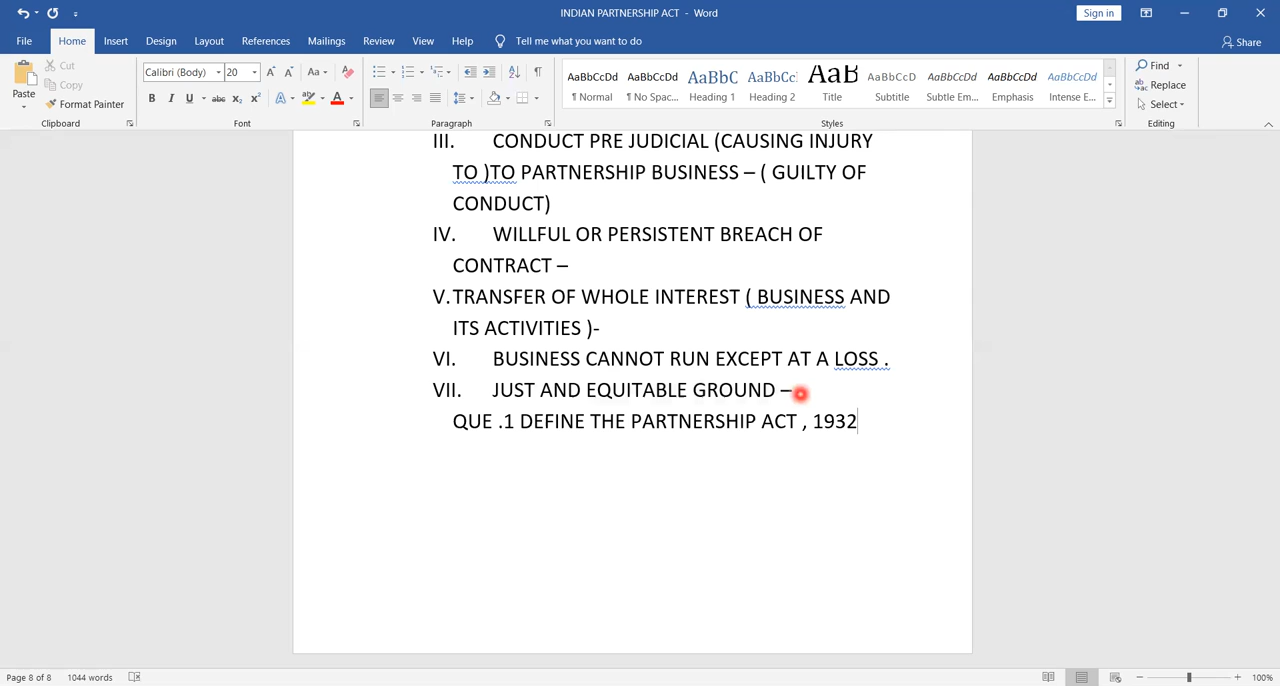 INDIAN PARTNERSHIP ACT - Word
Sign in
File Home Insert Design Layout References Mailings Review View Help Tell me what you want to do Share
Paste Cut Copy Format Painter Clipboard
Calibri (Body) 20 Aa B I U abc X₂ X² A A Font
Paragraph
AaBbCcDd ¶ Normal
AaBbCcDd ¶ No Spac...
AaBbC Heading 1
AaBbCc Heading 2
AaB Title
AaBbCcD Subtitle
AaBbCcDd Subtle Em...
AaBbCcDd Emphasis
AaBbCcDd Intense E...
Styles
Find
Replace
Select
Editing
III. CONDUCT PRE JUDICIAL (CAUSING INJURY
TO )TO PARTNERSHIP BUSINESS – ( GUILTY OF
CONDUCT)
IV. WILLFUL OR PERSISTENT BREACH OF
CONTRACT –
V. TRANSFER OF WHOLE INTEREST ( BUSINESS AND
ITS ACTIVITIES )-
VI. BUSINESS CANNOT RUN EXCEPT AT A LOSS .
VII. JUST AND EQUITABLE GROUND –
QUE .1 DEFINE THE PARTNERSHIP ACT , 1932
Page 8 of 8 1044 words 100%